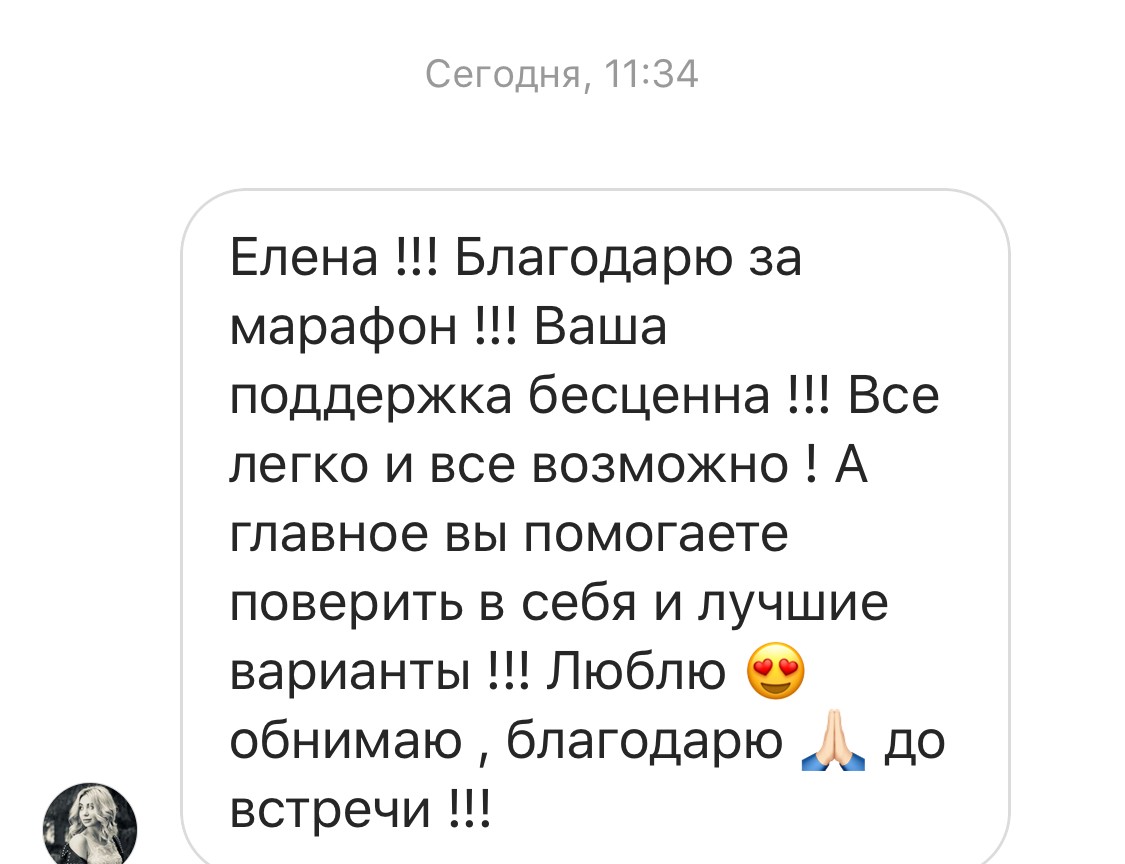 Сегодня, 11:34
Елена !!! Благодарю за
марафон !!! Ваша
поддержка бесценна !!! Все
легко и все возможно ! А
главное вы помогаете
поверить в себя и лучшие
варианты !!! Люблю 😍
обнимаю , благодарю 🙏🏻 до
встречи !!!